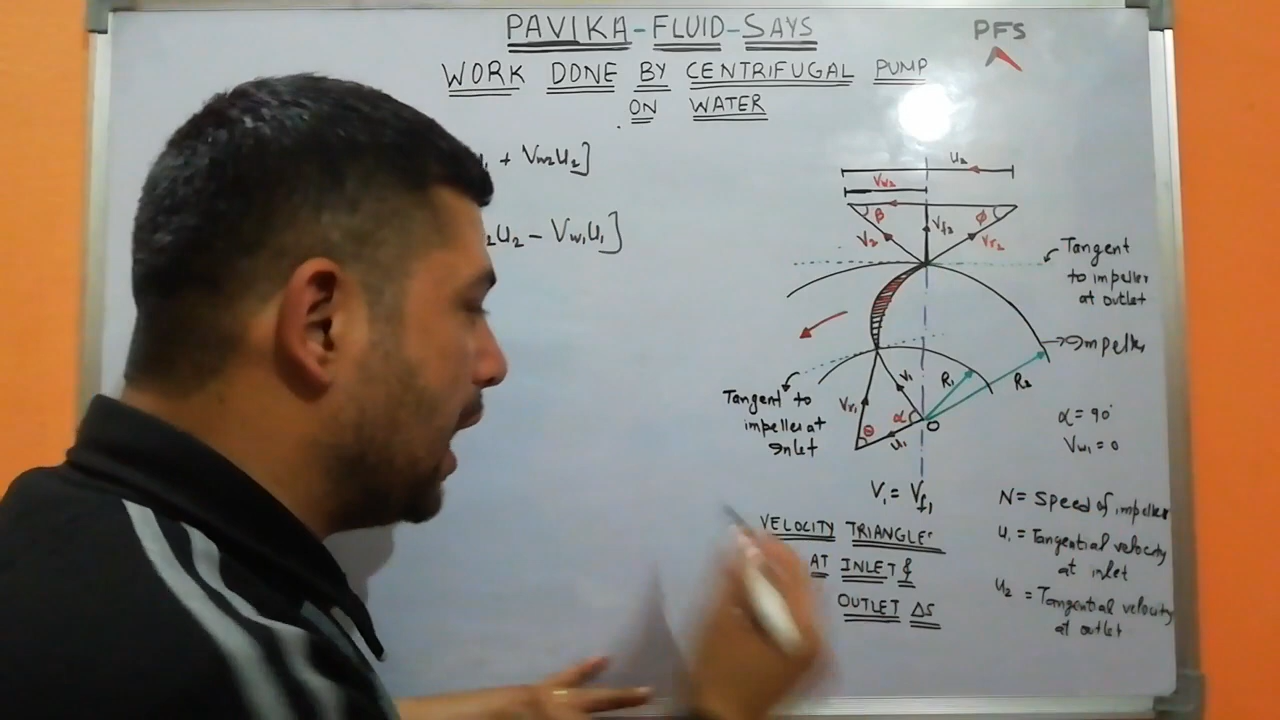 PAVIKA-FLUID-SAYS
PFS
WORK DONE BY CENTRIFUGAL PUMP
ON WATER
+ Vw2U2]
2U2 - Vw1U1]
U2
Vw2
β
φ
V2
Vf2
Vr2
Tangent
to impeller
at outlet
Impeller
R1
R2
V1
Vr1
α
θ
U1
O
Tangent to
impeller at
Inlet
α = 90°
Vw1 = 0
V1 = Vf1
VELOCITY TRIANGLES
AT INLET &
OUTLET ΔS
N = Speed of impeller
U1 = Tangential velocity
at inlet
U2 = Tangential velocity
at outlet